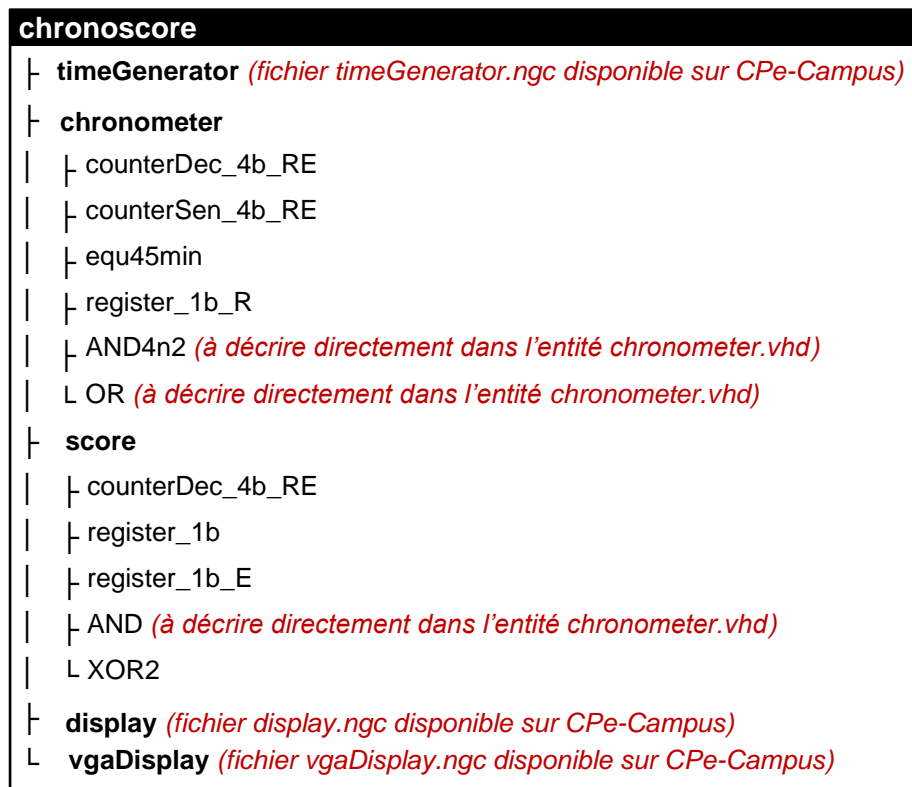 chronoscore
├ timeGenerator (fichier timeGenerator.ngc disponible sur CPe-Campus)
├ chronometer
│ ├ counterDec_4b_RE
│ ├ counterSen_4b_RE
│ ├ equ45min
│ ├ register_1b_R
│ ├ AND4n2 (à décrire directement dans l'entité chronometer.vhd)
│ └ OR (à décrire directement dans l'entité chronometer.vhd)
├ score
│ ├ counterDec_4b_RE
│ ├ register_1b
│ ├ register_1b_E
│ ├ AND (à décrire directement dans l'entité chronometer.vhd)
│ └ XOR2
├ display (fichier display.ngc disponible sur CPe-Campus)
└ vgaDisplay (fichier vgaDisplay.ngc disponible sur CPe-Campus)